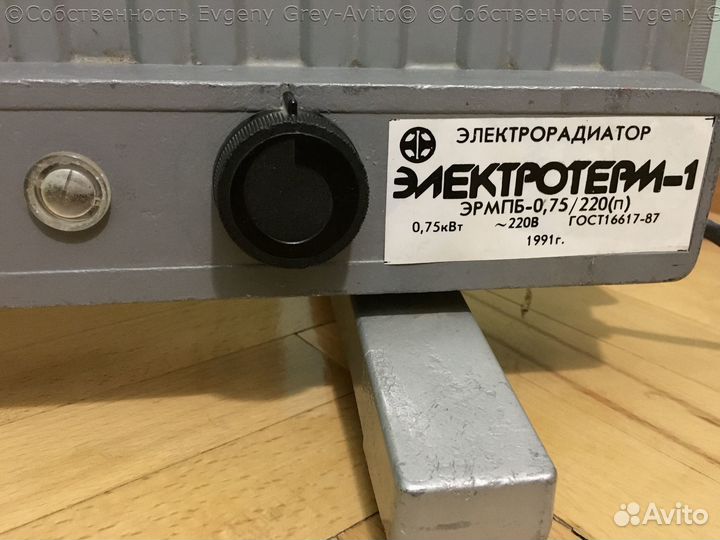 ©Собственность Evgeny Grey-Avito© ©Собственность Evgeny G
ЭЛЕКТРОРАДИАТОР
ЭЛЕКТРОТЕРМ-1
ЭРМПБ-0,75/220(п)
0,75кВт ~220В ГОСТ16617-87
1991г.
Avito